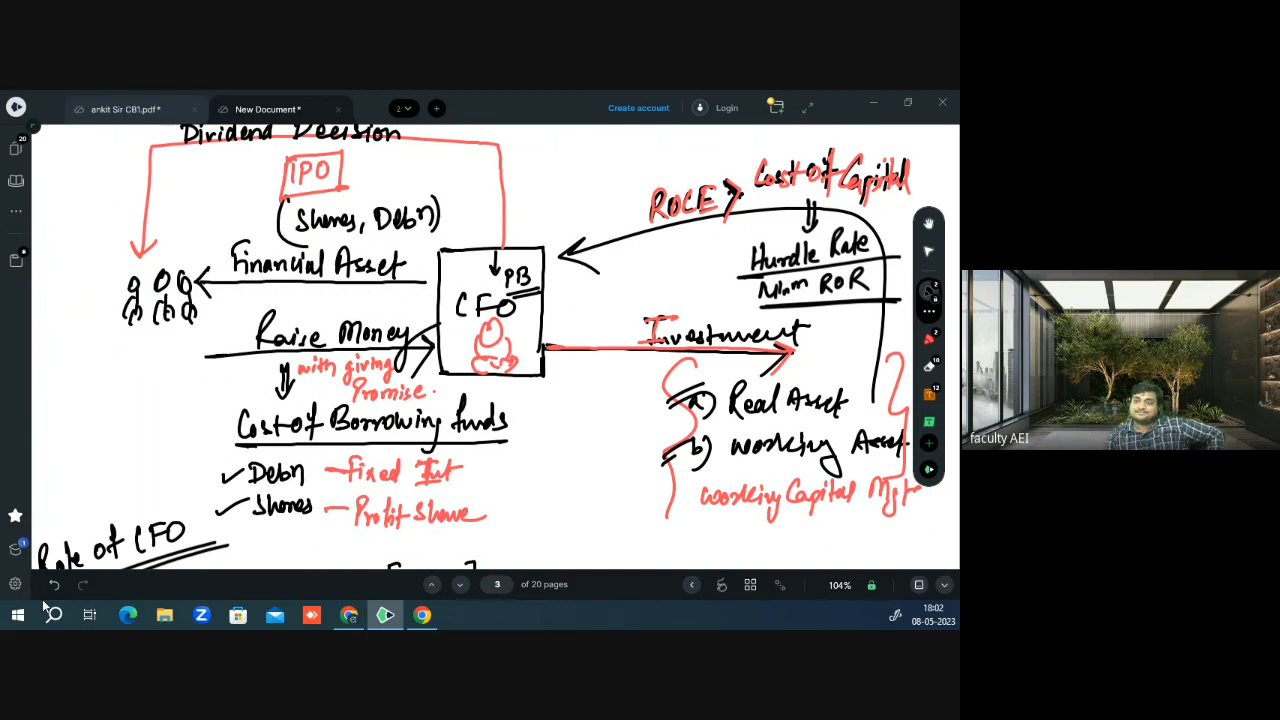 ankit Sir CB1.pdf*
New Document*
2
Create account
Login
Dividend Decision
IPO
(Shares, Debn)
Financial Asset
Raise Money
with giving
Promise.
Cost of Borrowing funds
Debn - Fixed Int
Shares - Profit Share
Rate of CFO
PB
CFO
ROCE > Cost of Capital
Hurdle Rate
Minm ROR
Investment
a) Real Asset
b) Working Asset
Working Capital Mgt
faculty AEI
3
of 20 pages
104%
18:02
08-05-2023